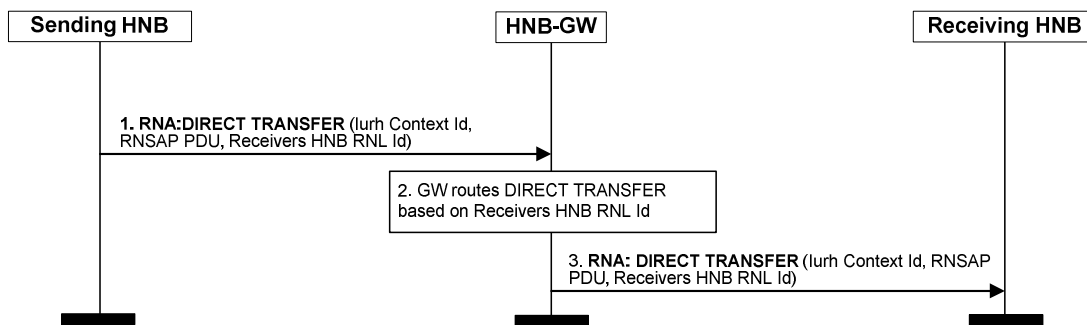 Sending HNB
HNB-GW
Receiving HNB
1. RNA:DIRECT TRANSFER (Iurh Context Id,
RNSAP PDU, Receivers HNB RNL Id)
2. GW routes DIRECT TRANSFER
based on Receivers HNB RNL Id
3. RNA: DIRECT TRANSFER (Iurh Context Id, RNSAP
PDU, Receivers HNB RNL Id)